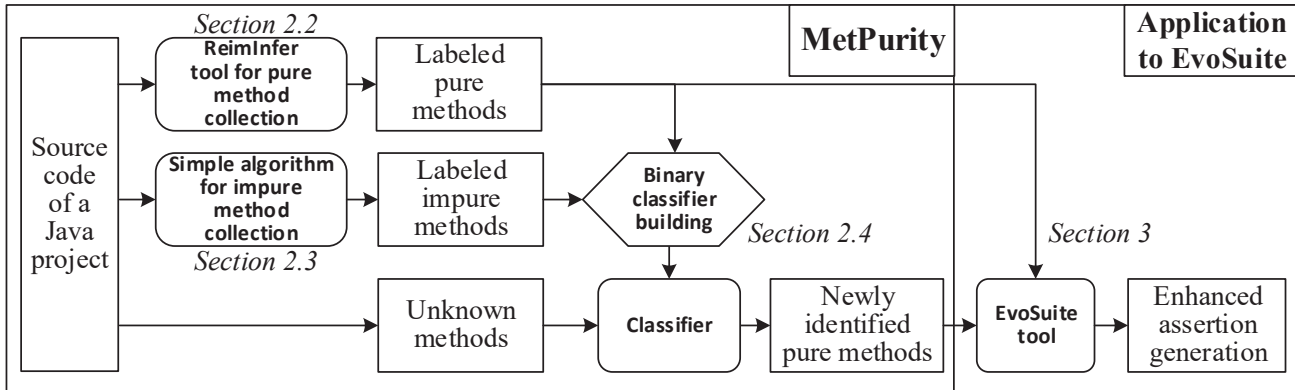 Section 2.2
MetPurity
Application
to EvoSuite
ReimInfer
tool for pure
method
collection
Labeled
pure
methods
Source
code
of a
Java
project
Simple algorithm
for impure
method
collection
Section 2.3
Labeled
impure
methods
Binary
classifier
building
Section 2.4
Section 3
Unknown
methods
Classifier
Newly
identified
pure methods
EvoSuite
tool
Enhanced
assertion
generation